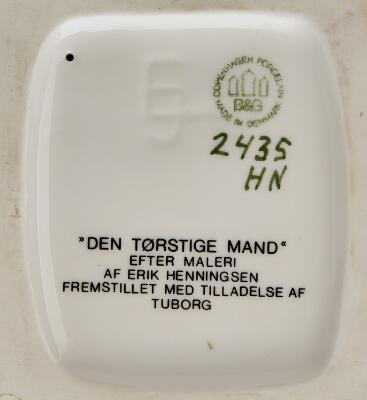 COPENHAGEN PORCELAIN
B&G
MADE IN DENMARK
2435
HN
»DEN TØRSTIGE MAND«
EFTER MALERI
AF ERIK HENNINGSEN
FREMSTILLET MED TILLADELSE AF
TUBORG